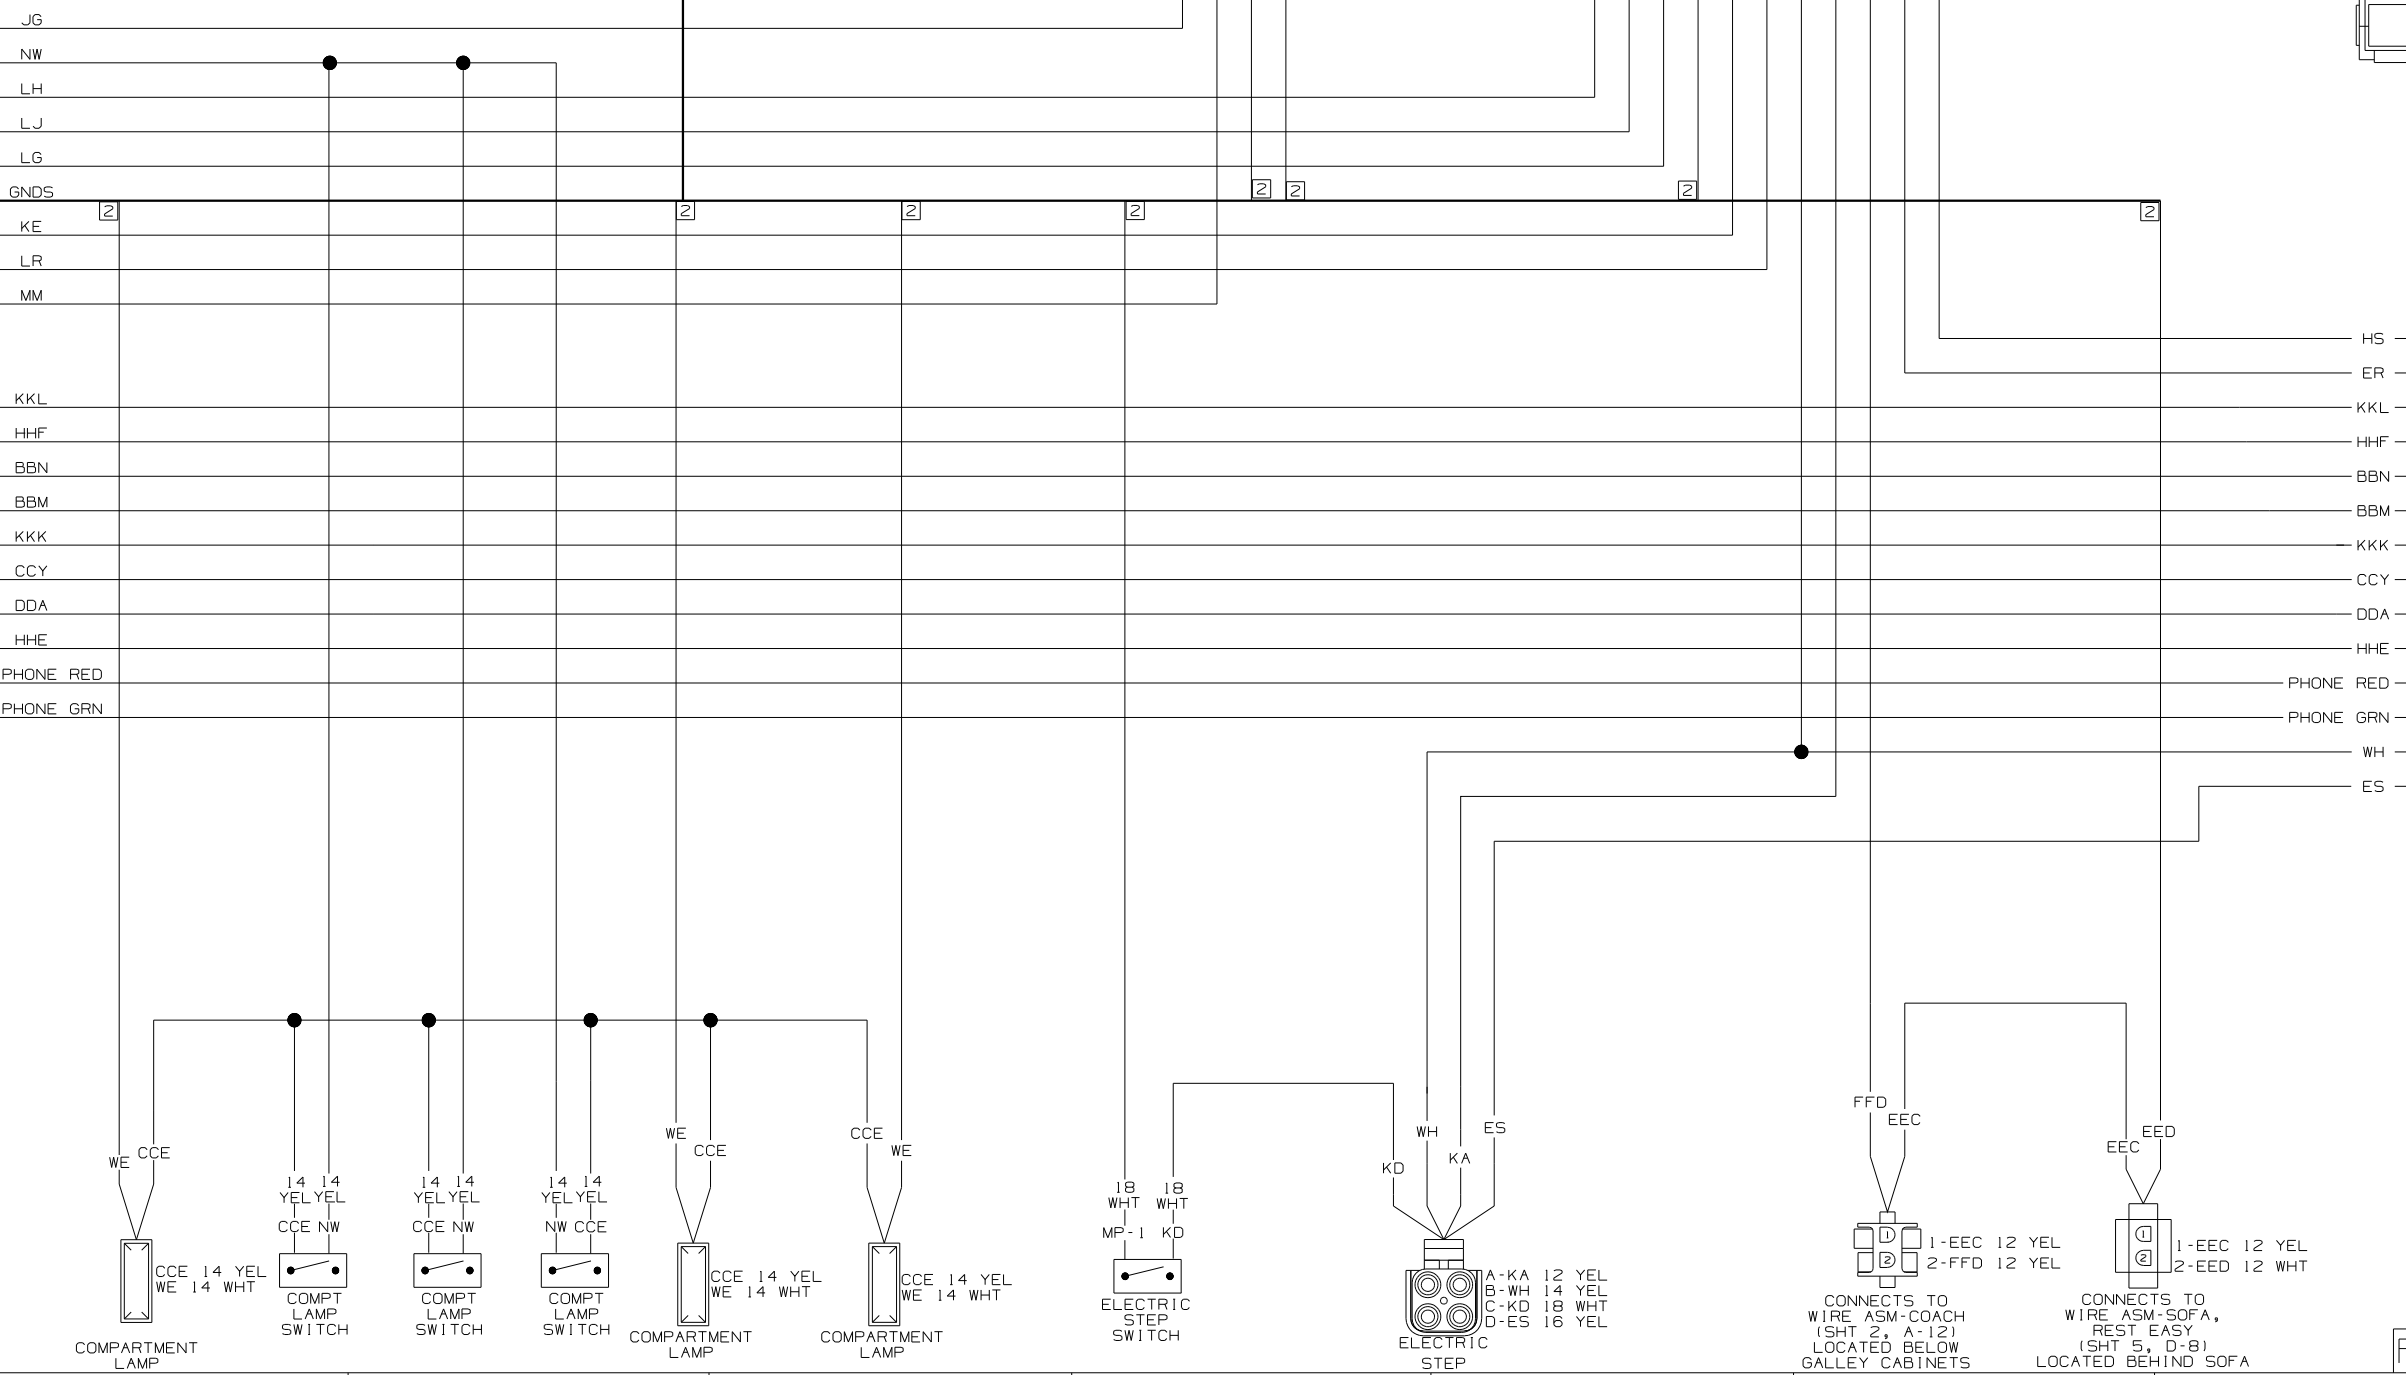 JG
NW
LH
LJ
LG
GNDS
2 2 2
2 2 2 2 2
KE
LR
MM
HS
ER
KKL KKL
HHF HHF
BBN BBN
BBM BBM
KKK KKK
CCY CCY
DDA DDA
HHE HHE
PHONE RED PHONE RED
PHONE GRN PHONE GRN
WH
ES
WE CCE
CCE 14 YEL
WE 14 WHT
COMPARTMENT
LAMP
14 14
YEL YEL
CCE NW
COMPT
LAMP
SWITCH
14 14
YEL YEL
CCE NW
COMPT
LAMP
SWITCH
14 14
YEL YEL
NW CCE
COMPT
LAMP
SWITCH
WE CCE
CCE 14 YEL
WE 14 WHT
COMPARTMENT
LAMP
CCE WE
CCE 14 YEL
WE 14 WHT
COMPARTMENT
LAMP
18 18
WHT WHT
MP-1 KD
ELECTRIC
STEP
SWITCH
KD WH KA ES
A-KA 12 YEL
B-WH 14 YEL
C-KD 18 WHT
D-ES 16 YEL
ELECTRIC
STEP
FFD EEC
1
2
1-EEC 12 YEL
2-FFD 12 YEL
CONNECTS TO
WIRE ASM-COACH
(SHT 2, A-12)
LOCATED BELOW
GALLEY CABINETS
EEC EED
1
2
1-EEC 12 YEL
2-EED 12 WHT
CONNECTS TO
WIRE ASM-SOFA,
REST EASY
(SHT 5, D-8)
LOCATED BEHIND SOFA